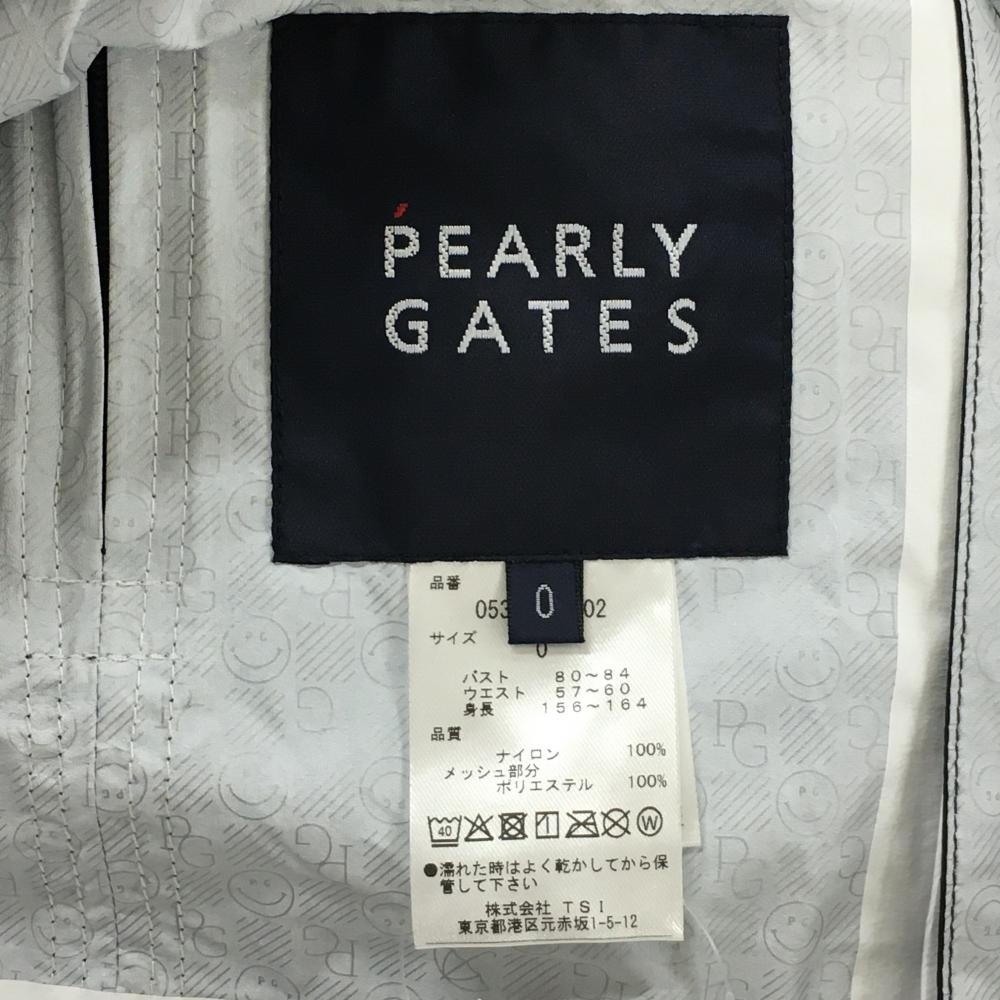 PEARLY
GATES
0
品番
053 02
サイズ
0
バスト 80～84
ウエスト 57～60
身長 156～164
品質
ナイロン 100%
メッシュ部分
ポリエステル 100%
40 W
●濡れた時はよく乾かしてから保
管して下さい
株式会社 TSI
東京都港区元赤坂1-5-12
PG